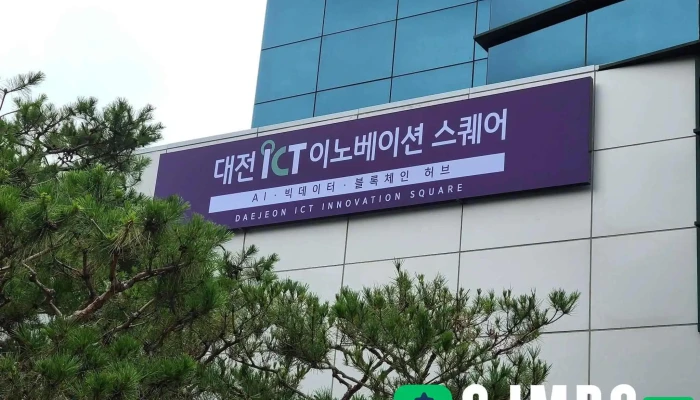 대전 ICT 이노베이션 스퀘어
AI · 빅데이터 · 블록체인 허브
DAEJEON ICT INNOVATION SQUARE